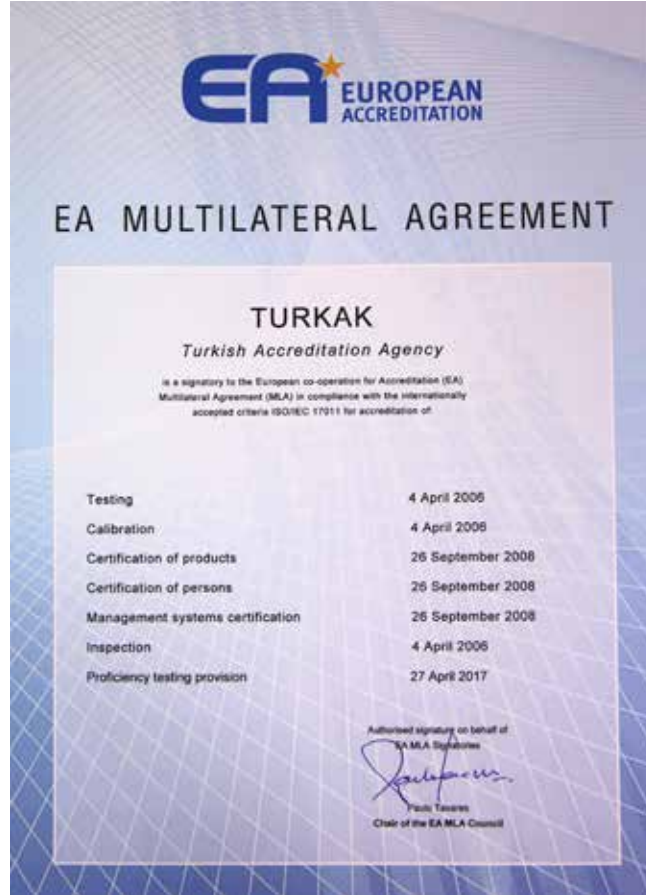 EA EUROPEAN
ACCREDITATION
EA MULTILATERAL AGREEMENT
TURKAK
Turkish Accreditation Agency
is a signatory to the European co-operation for Accreditation (EA)
Multilateral Agreement (MLA) in compliance with the internationally
accepted criteria ISO/IEC 17011 for accreditation of:
Testing 4 April 2006
Calibration 4 April 2006
Certification of products 26 September 2008
Certification of persons 26 September 2008
Management systems certification 26 September 2008
Inspection 4 April 2006
Proficiency testing provision 27 April 2017
Authorised signature on behalf of
EA MLA Signatories
Paulo Tavares
Chair of the EA MLA Council